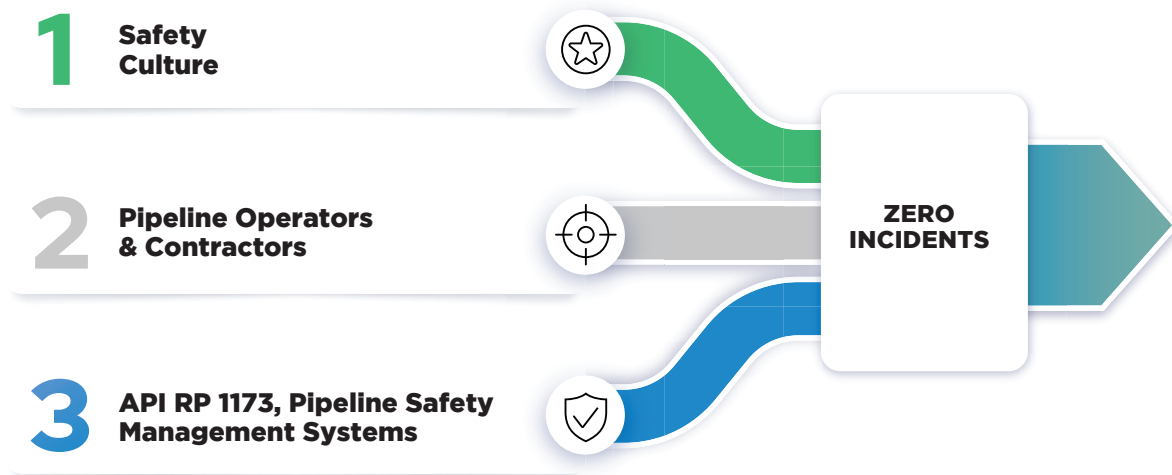 1
Safety
Culture
2
Pipeline Operators
& Contractors
3
API RP 1173, Pipeline Safety
Management Systems
ZERO
INCIDENTS